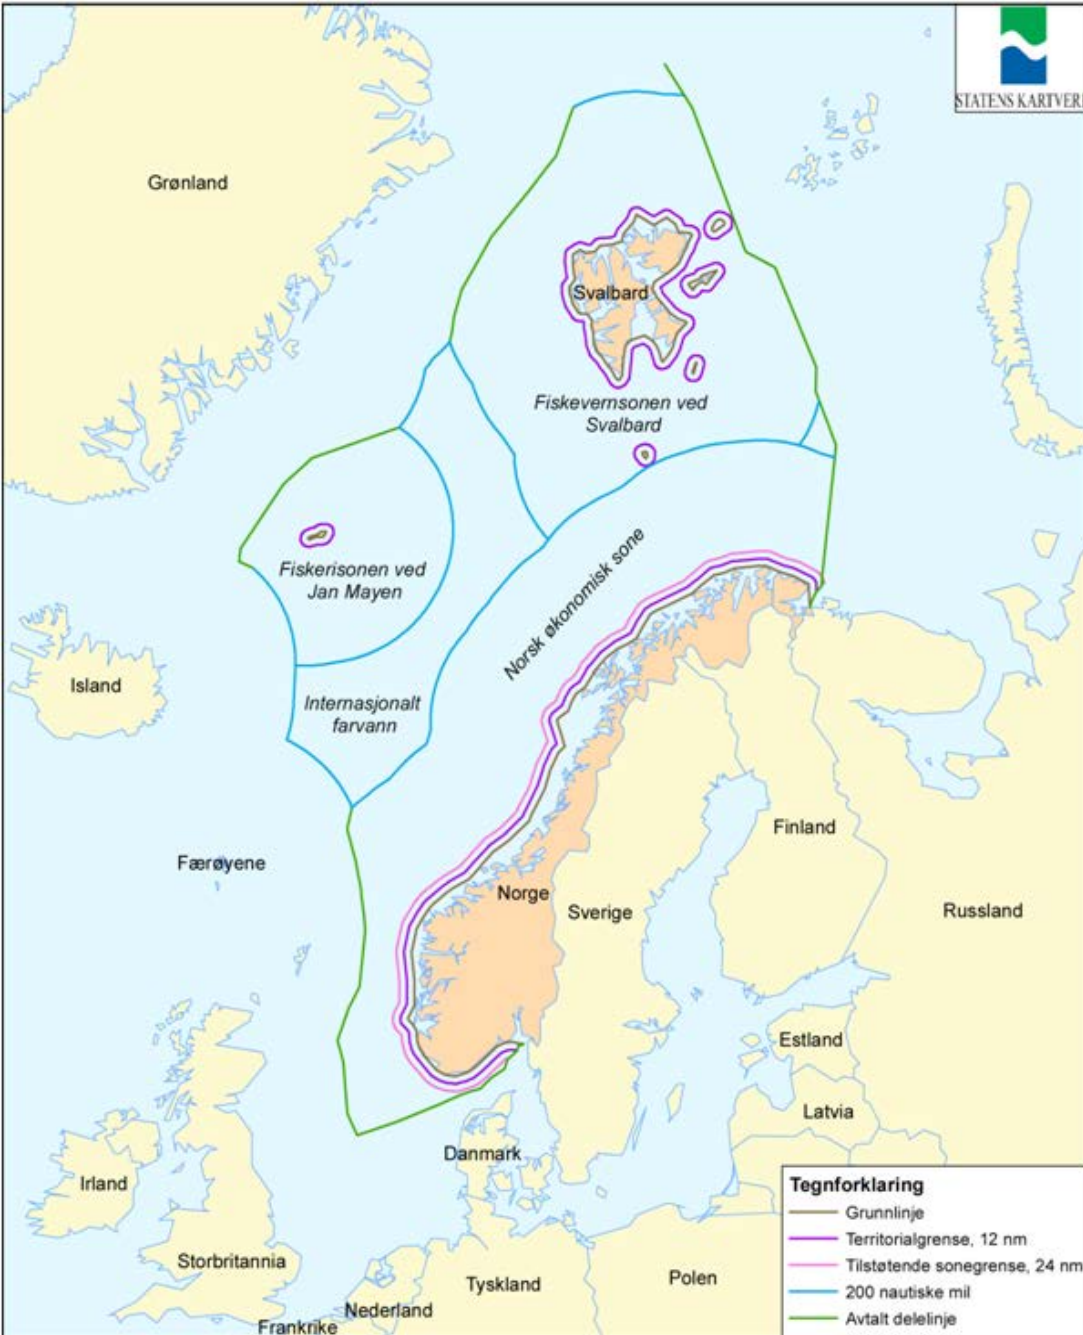 STATENS KARTVERK
Grønland
Svalbard
Fiskevernsonen ved
Svalbard
Fiskerisonen ved
Jan Mayen
Norsk økonomisk sone
Island
Internasjonalt
farvann
Færøyene
Norge
Sverige
Finland
Russland
Estland
Latvia
Danmark
Irland
Storbritannia
Nederland
Tyskland
Polen
Frankrike
Tegnforklaring
Grunnlinje
Territorialgrense, 12 nm
Tilstøtende sonegrense, 24 nm
200 nautiske mil
Avtalt delelinje